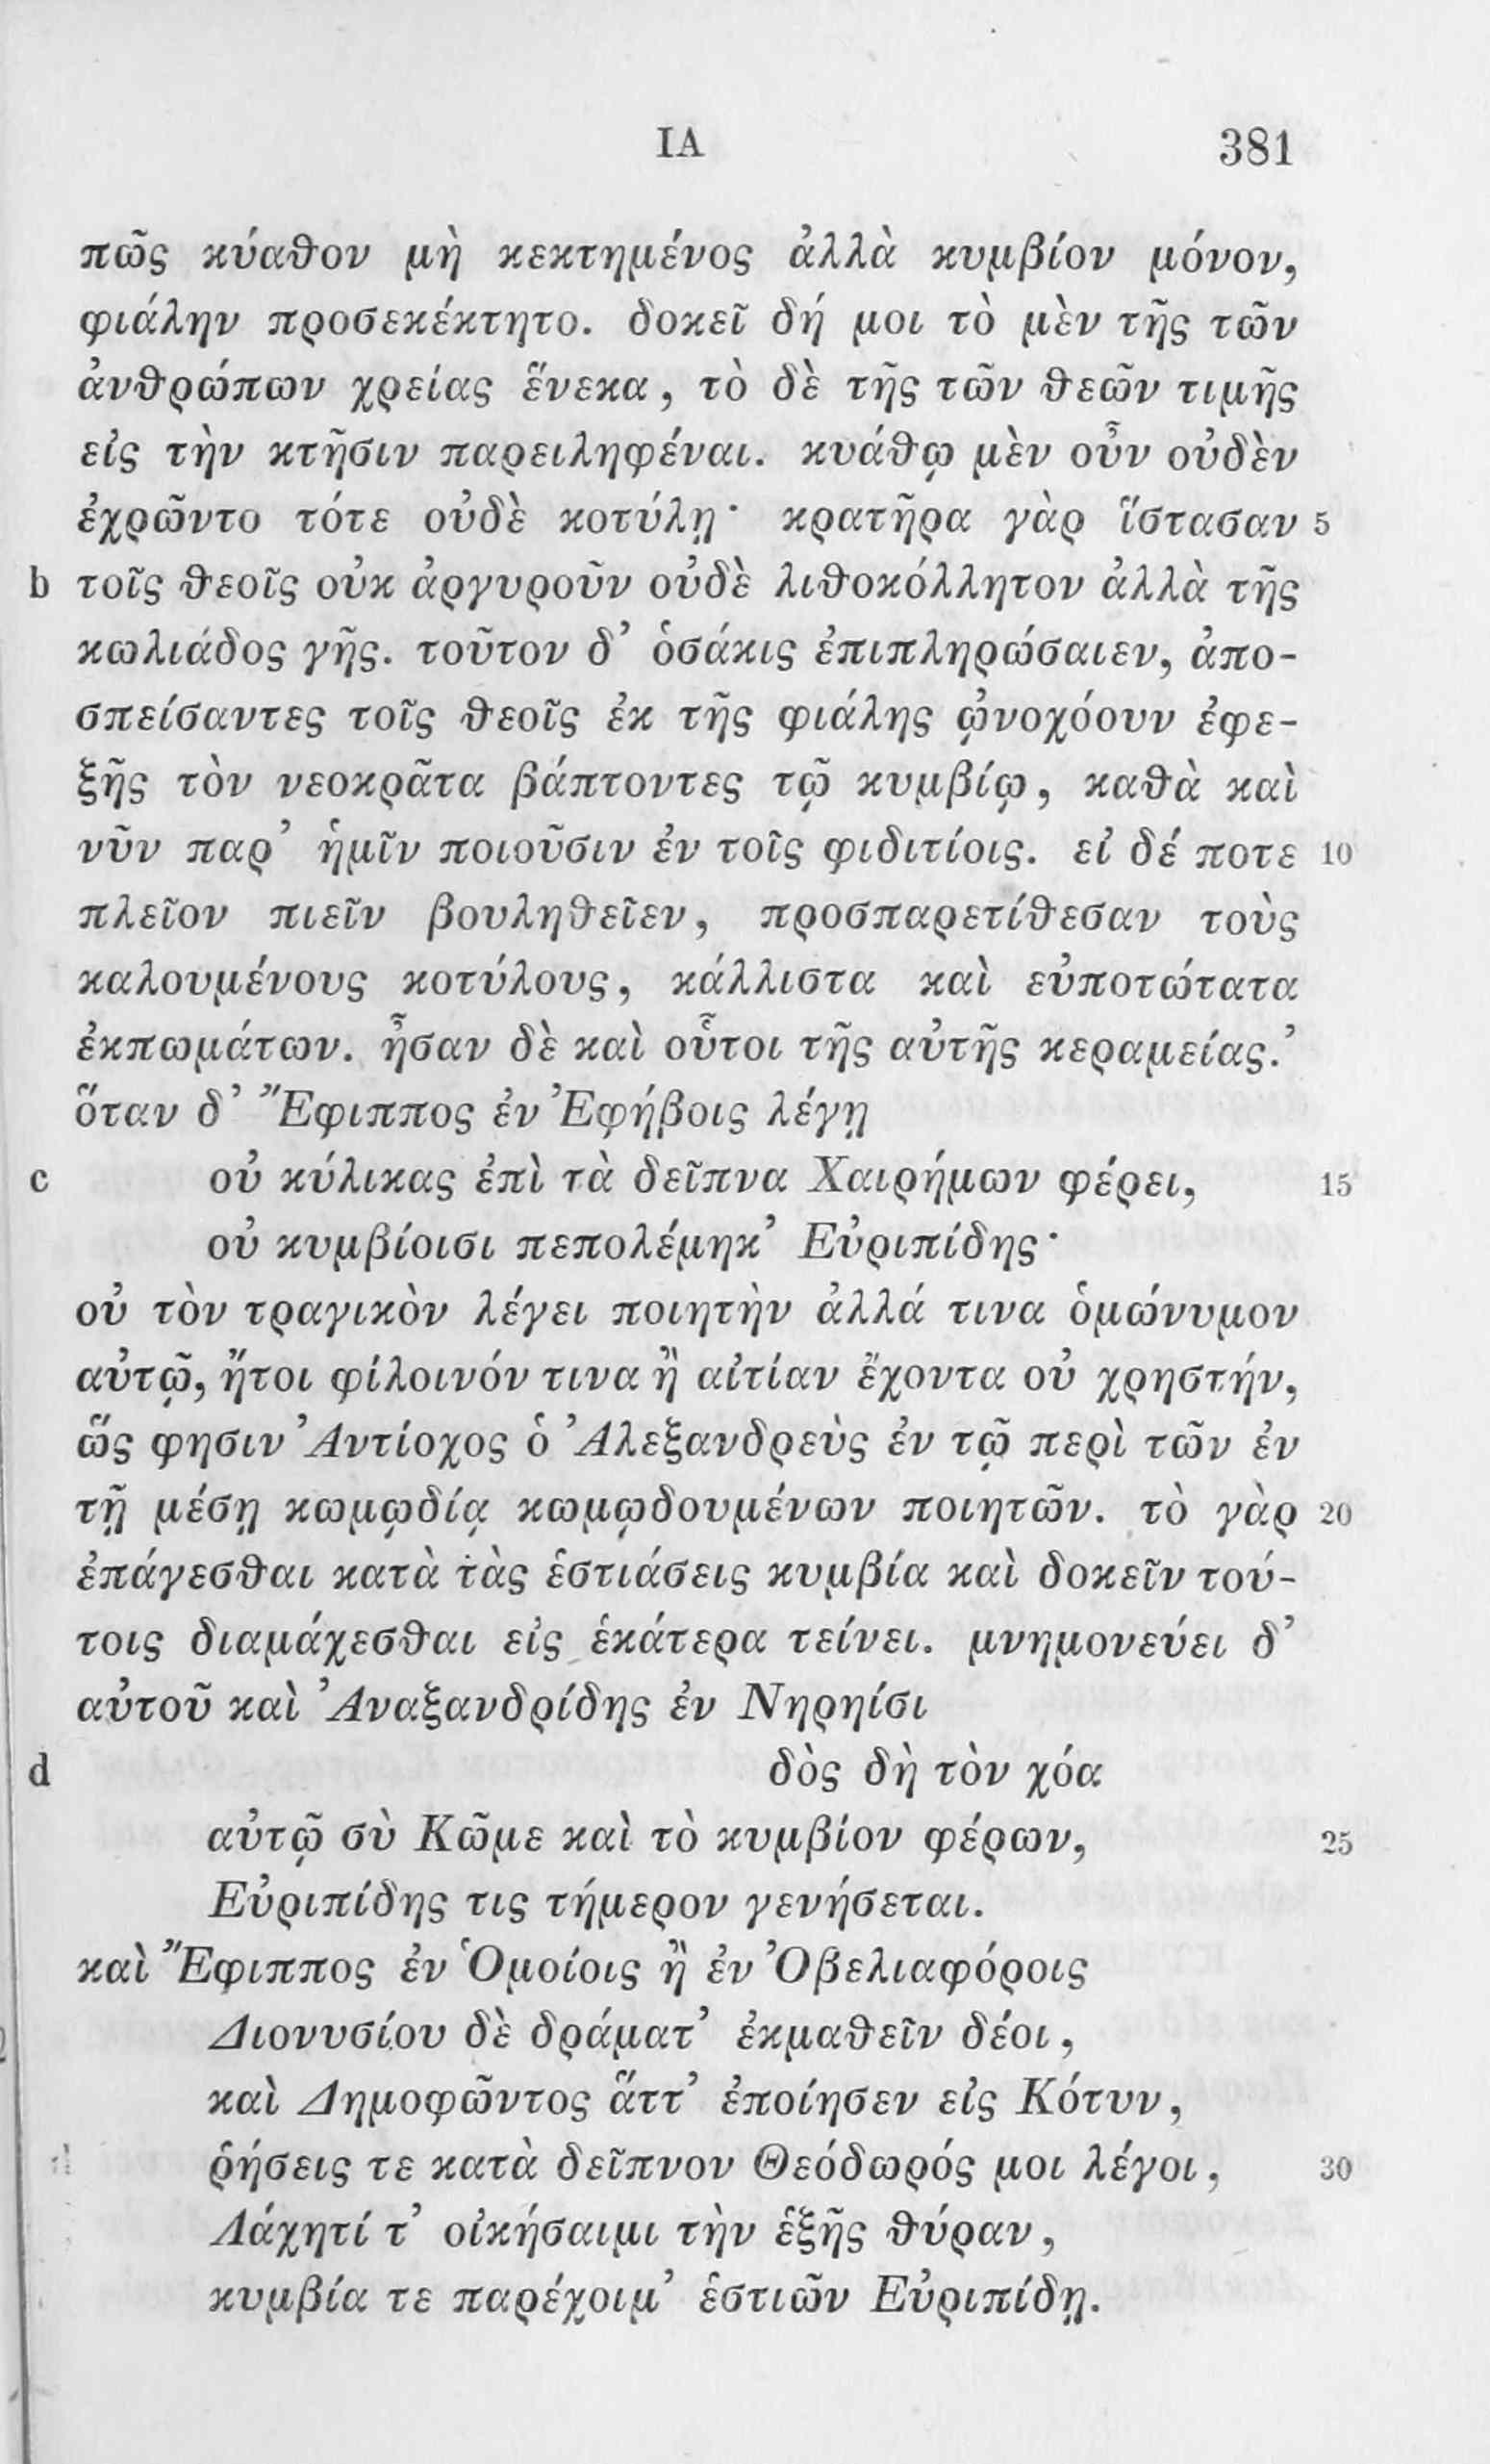 ΙΑ 381
πῶς κύαθον μὴ κεκτημένος ἀλλὰ κυμβίον μόνον,
φιάλην προσεκέκτητο. δοκεῖ δή μοι τὸ μὲν τῆς τῶν
ἀνθρώπων χρείας ἕνεκα, τὸ δὲ τῆς τῶν θεῶν τιμῆς
εἰς τὴν κτῆσιν παρειληφέναι. κυάθῳ μὲν οὖν οὐδὲν
ἐχρῶντο τότε οὐδὲ κοτύλῃ· κρατῆρα γὰρ ἵστασαν 5
b τοῖς θεοῖς οὐκ ἀργυροῦν οὐδὲ λιθοκόλλητον ἀλλὰ τῆς
κωλιάδος γῆς. τοῦτον δ’ ὁσάκις ἐπιπληρώσαιεν, ἀπο-
σπείσαντες τοῖς θεοῖς ἐκ τῆς φιάλης ᾠνοχόουν ἐφε-
ξῆς τὸν νεοκρᾶτα βάπτοντες τῷ κυμβίῳ, καθὰ καὶ
νῦν παρ’ ἡμῖν ποιοῦσιν ἐν τοῖς φιδιτίοις. εἰ δέ ποτε 10
πλεῖον πιεῖν βουληθεῖεν, προσπαρετίθεσαν τοὺς
καλουμένους κοτύλους, κάλλιστα καὶ εὐποτώτατα
ἐκπωμάτων. ἦσαν δὲ καὶ οὗτοι τῆς αὐτῆς κεραμείας.’
ὅταν δ’ Ἔφιππος ἐν Ἐφήβοις λέγῃ
c οὐ κύλικας ἐπὶ τὰ δεῖπνα Χαιρήμων φέρει, 15
οὐ κυμβίοισι πεπολέμηκ’ Εὐριπίδης·
οὐ τὸν τραγικὸν λέγει ποιητὴν ἀλλά τινα ὁμώνυμον
αὐτῷ, ἤτοι φίλοινόν τινα ἢ αἰτίαν ἔχοντα οὐ χρηστήν,
ὥς φησιν Ἀντίοχος ὁ Ἀλεξανδρεὺς ἐν τῷ περὶ τῶν ἐν
τῇ μέσῃ κωμῳδίᾳ κωμῳδουμένων ποιητῶν. τὸ γὰρ 20
ἐπάγεσθαι κατὰ τὰς ἑστιάσεις κυμβία καὶ δοκεῖν τού-
τοις διαμάχεσθαι εἰς ἑκάτερα τείνει. μνημονεύει δ’
αὐτοῦ καὶ Ἀναξανδρίδης ἐν Νηρηίσι
d δὸς δὴ τὸν χόα
αὐτῷ σὺ Κῶμε καὶ τὸ κυμβίον φέρων, 25
Εὐριπίδης τις τήμερον γενήσεται.
καὶ Ἔφιππος ἐν Ὁμοίοις ἢ ἐν Ὀβελιαφόροις
Διονυσίου δὲ δράματ’ ἐκμαθεῖν δέοι,
καὶ Δημοφῶντος ἅττ’ ἐποίησεν εἰς Κότυν,
ῥήσεις τε κατὰ δεῖπνον Θεόδωρός μοι λέγοι, 30
Λάχητί τ’ οἰκήσαιμι τὴν ἑξῆς θύραν,
κυμβία τε παρέχοιμ’ ἑστιῶν Εὐριπίδῃ.